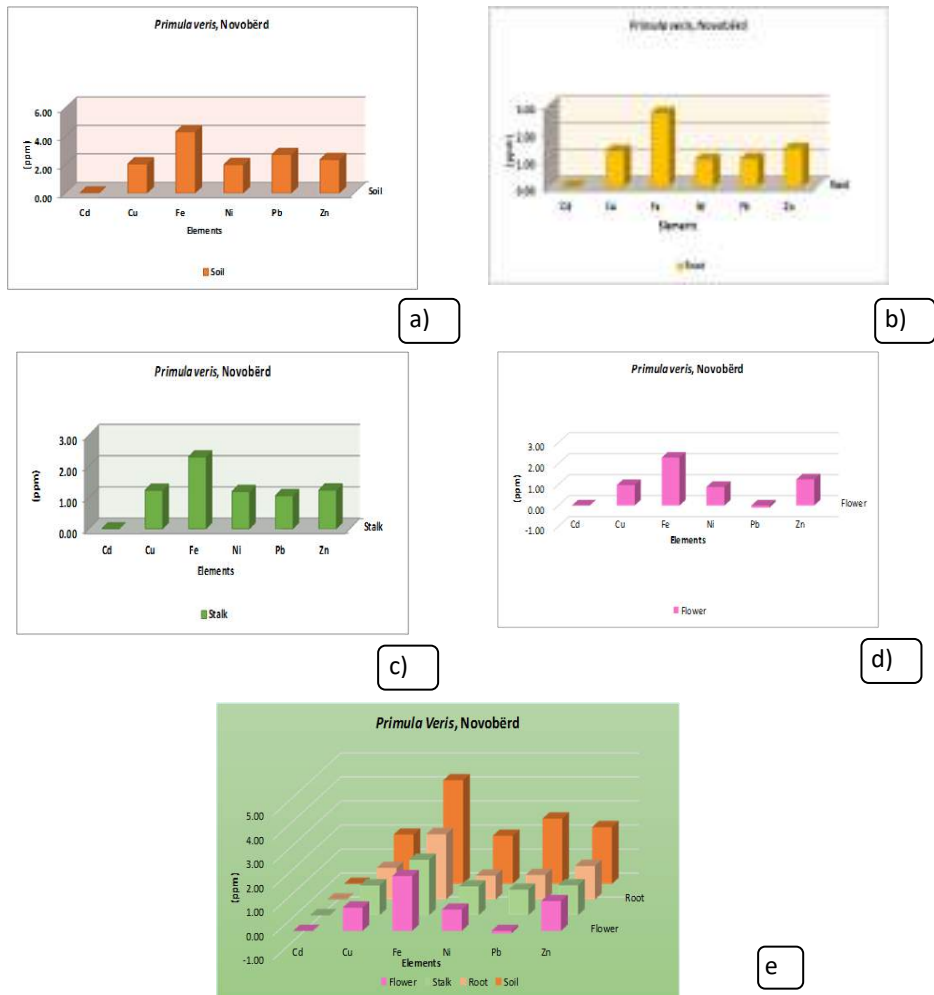 Primula veris, Novobërd
6.00
4.00
2.00
0.00
(ppm)
Cd Cu Fe Ni Pb Zn
Soil
Elements
Soil
a)
Primula veris, Novobërd
3.00
2.00
1.00
0.00
(ppm)
Cd Cu Fe Ni Pb Zn
Root
Elements
Root
b)
Primula veris, Novobërd
3.00
2.00
1.00
0.00
(ppm)
Cd Cu Fe Ni Pb Zn
Stalk
Elements
Stalk
c)
Primula veris, Novobërd
3.00
2.00
1.00
0.00
-1.00
(ppm)
Cd Cu Fe Ni Pb Zn
Flower
Elements
Flower
d)
Primula Veris, Novobërd
5.00
4.00
3.00
2.00
1.00
0.00
-1.00
(ppm)
Cd Cu Fe Ni Pb Zn
Root
Flower
Elements
Flower Stalk Root Soil
e